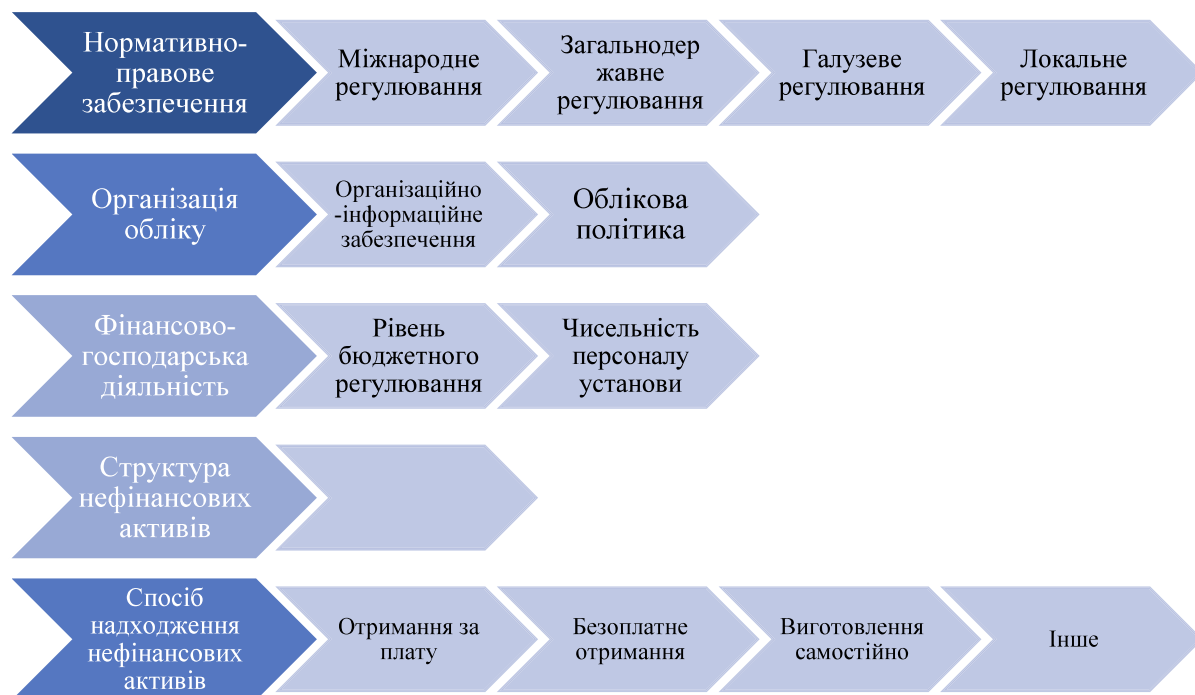 Нормативно-
правове
забезпечення
Міжнародне
регулювання
Загальнодер
жавне
регулювання
Галузеве
регулювання
Локальне
регулювання
Організація
обліку
Організаційно
-інформаційне
забезпечення
Облікова
політика
Фінансово-
господарська
діяльність
Рівень
бюджетного
регулювання
Чисельність
персоналу
установи
Структура
нефінансових
активів
Спосіб
надходження
нефінансових
активів
Отримання за
плату
Безоплатне
отримання
Виготовлення
самостійно
Інше